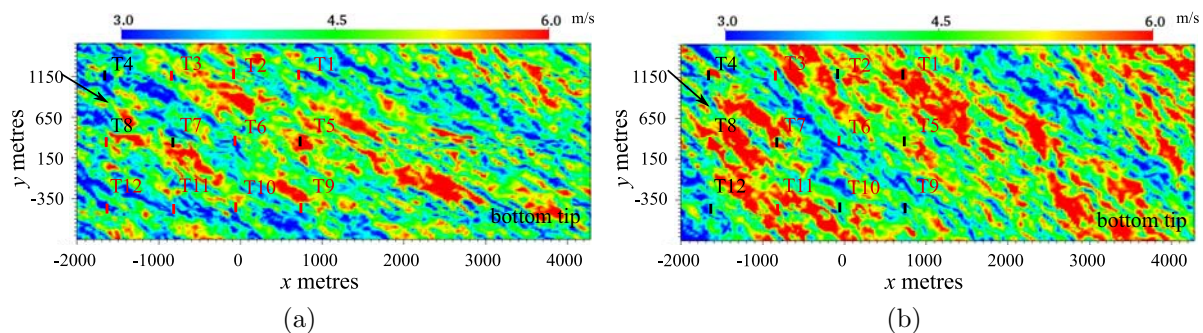 3.0 4.5 6.0 m/s
T4 T3 T2 T1
T8 T7 T6 T5
T12 T11 T10 T9
bottom tip
1150
650
150
-350
y metres
-2000 -1000 0 1000 2000 3000 4000
x metres
(a)
3.0 4.5 6.0 m/s
T4 T3 T2 T1
T8 T7 T6 T5
T12 T11 T10 T9
bottom tip
1150
650
150
-350
y metres
-2000 -1000 0 1000 2000 3000 4000
x metres
(b)